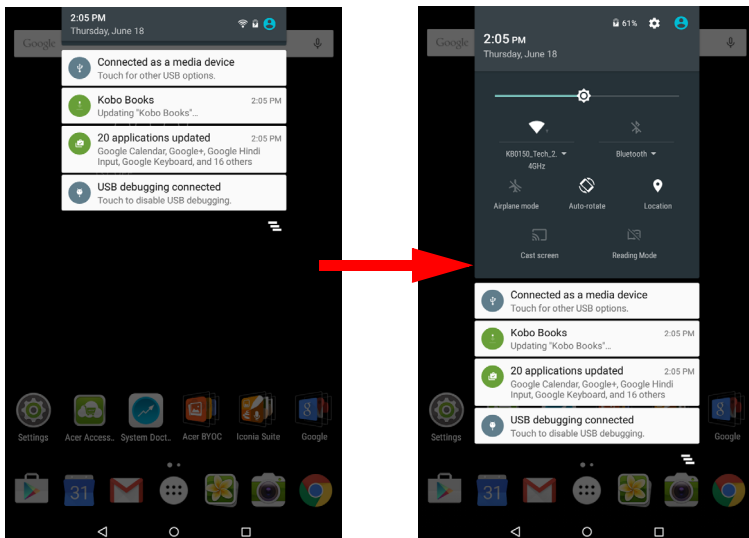 2:05 PM
Thursday, June 18
Google
Connected as a media device
Touch for other USB options.
Kobo Books 2:05 PM
Updating "Kobo Books"...
20 applications updated 2:05 PM
Google Calendar, Google+, Google Hindi
Input, Google Keyboard, and 16 others
USB debugging connected
Touch to disable USB debugging.
Settings Acer Access.. System Doct.. Acer BYOC Iconia Suite Google
8
31
61%
2:05 PM
Thursday, June 18
Google
KB0150_Tech_2. Bluetooth
4GHz
Airplane mode Auto-rotate Location
Cast screen Reading Mode
Connected as a media device
Touch for other USB options.
Kobo Books 2:05 PM
Updating "Kobo Books"...
20 applications updated 2:05 PM
Google Calendar, Google+, Google Hindi
Input, Google Keyboard, and 16 others
USB debugging connected
Touch to disable USB debugging.
Settings Google
8
31